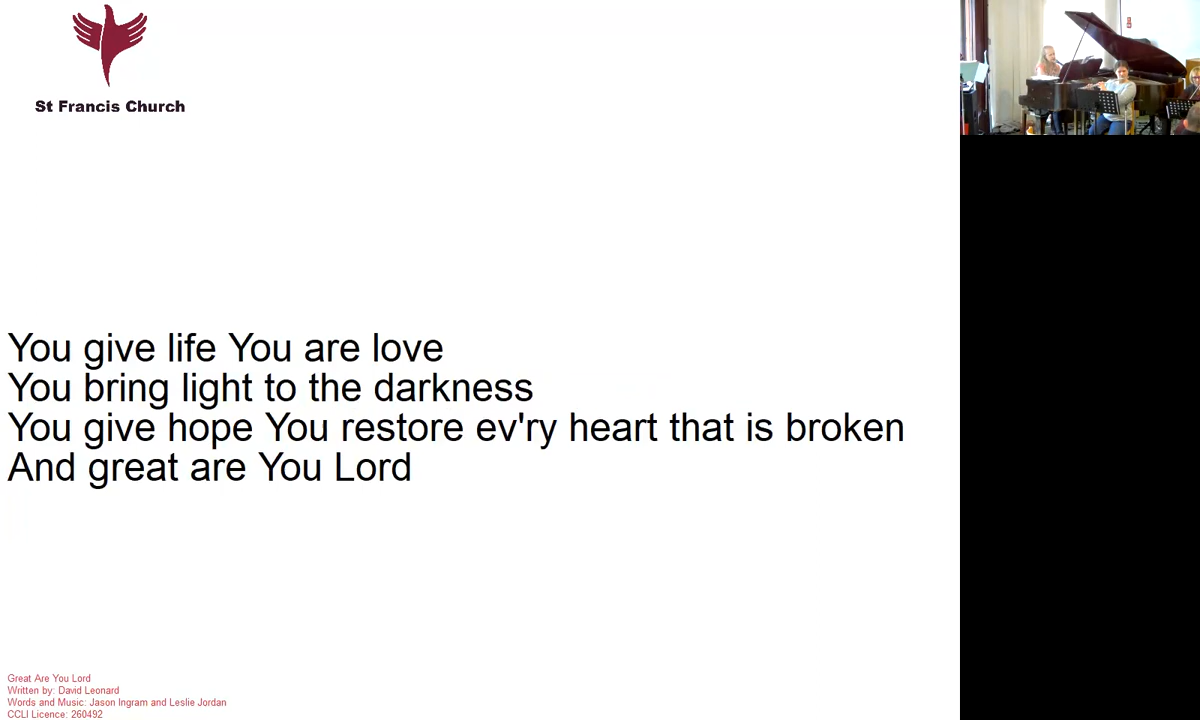 St Francis Church
You give life You are love
You bring light to the darkness
You give hope You restore ev'ry heart that is broken
And great are You Lord
Great Are You Lord
Written by: David Leonard
Words and Music: Jason Ingram and Leslie Jordan
CCLI Licence: 260492